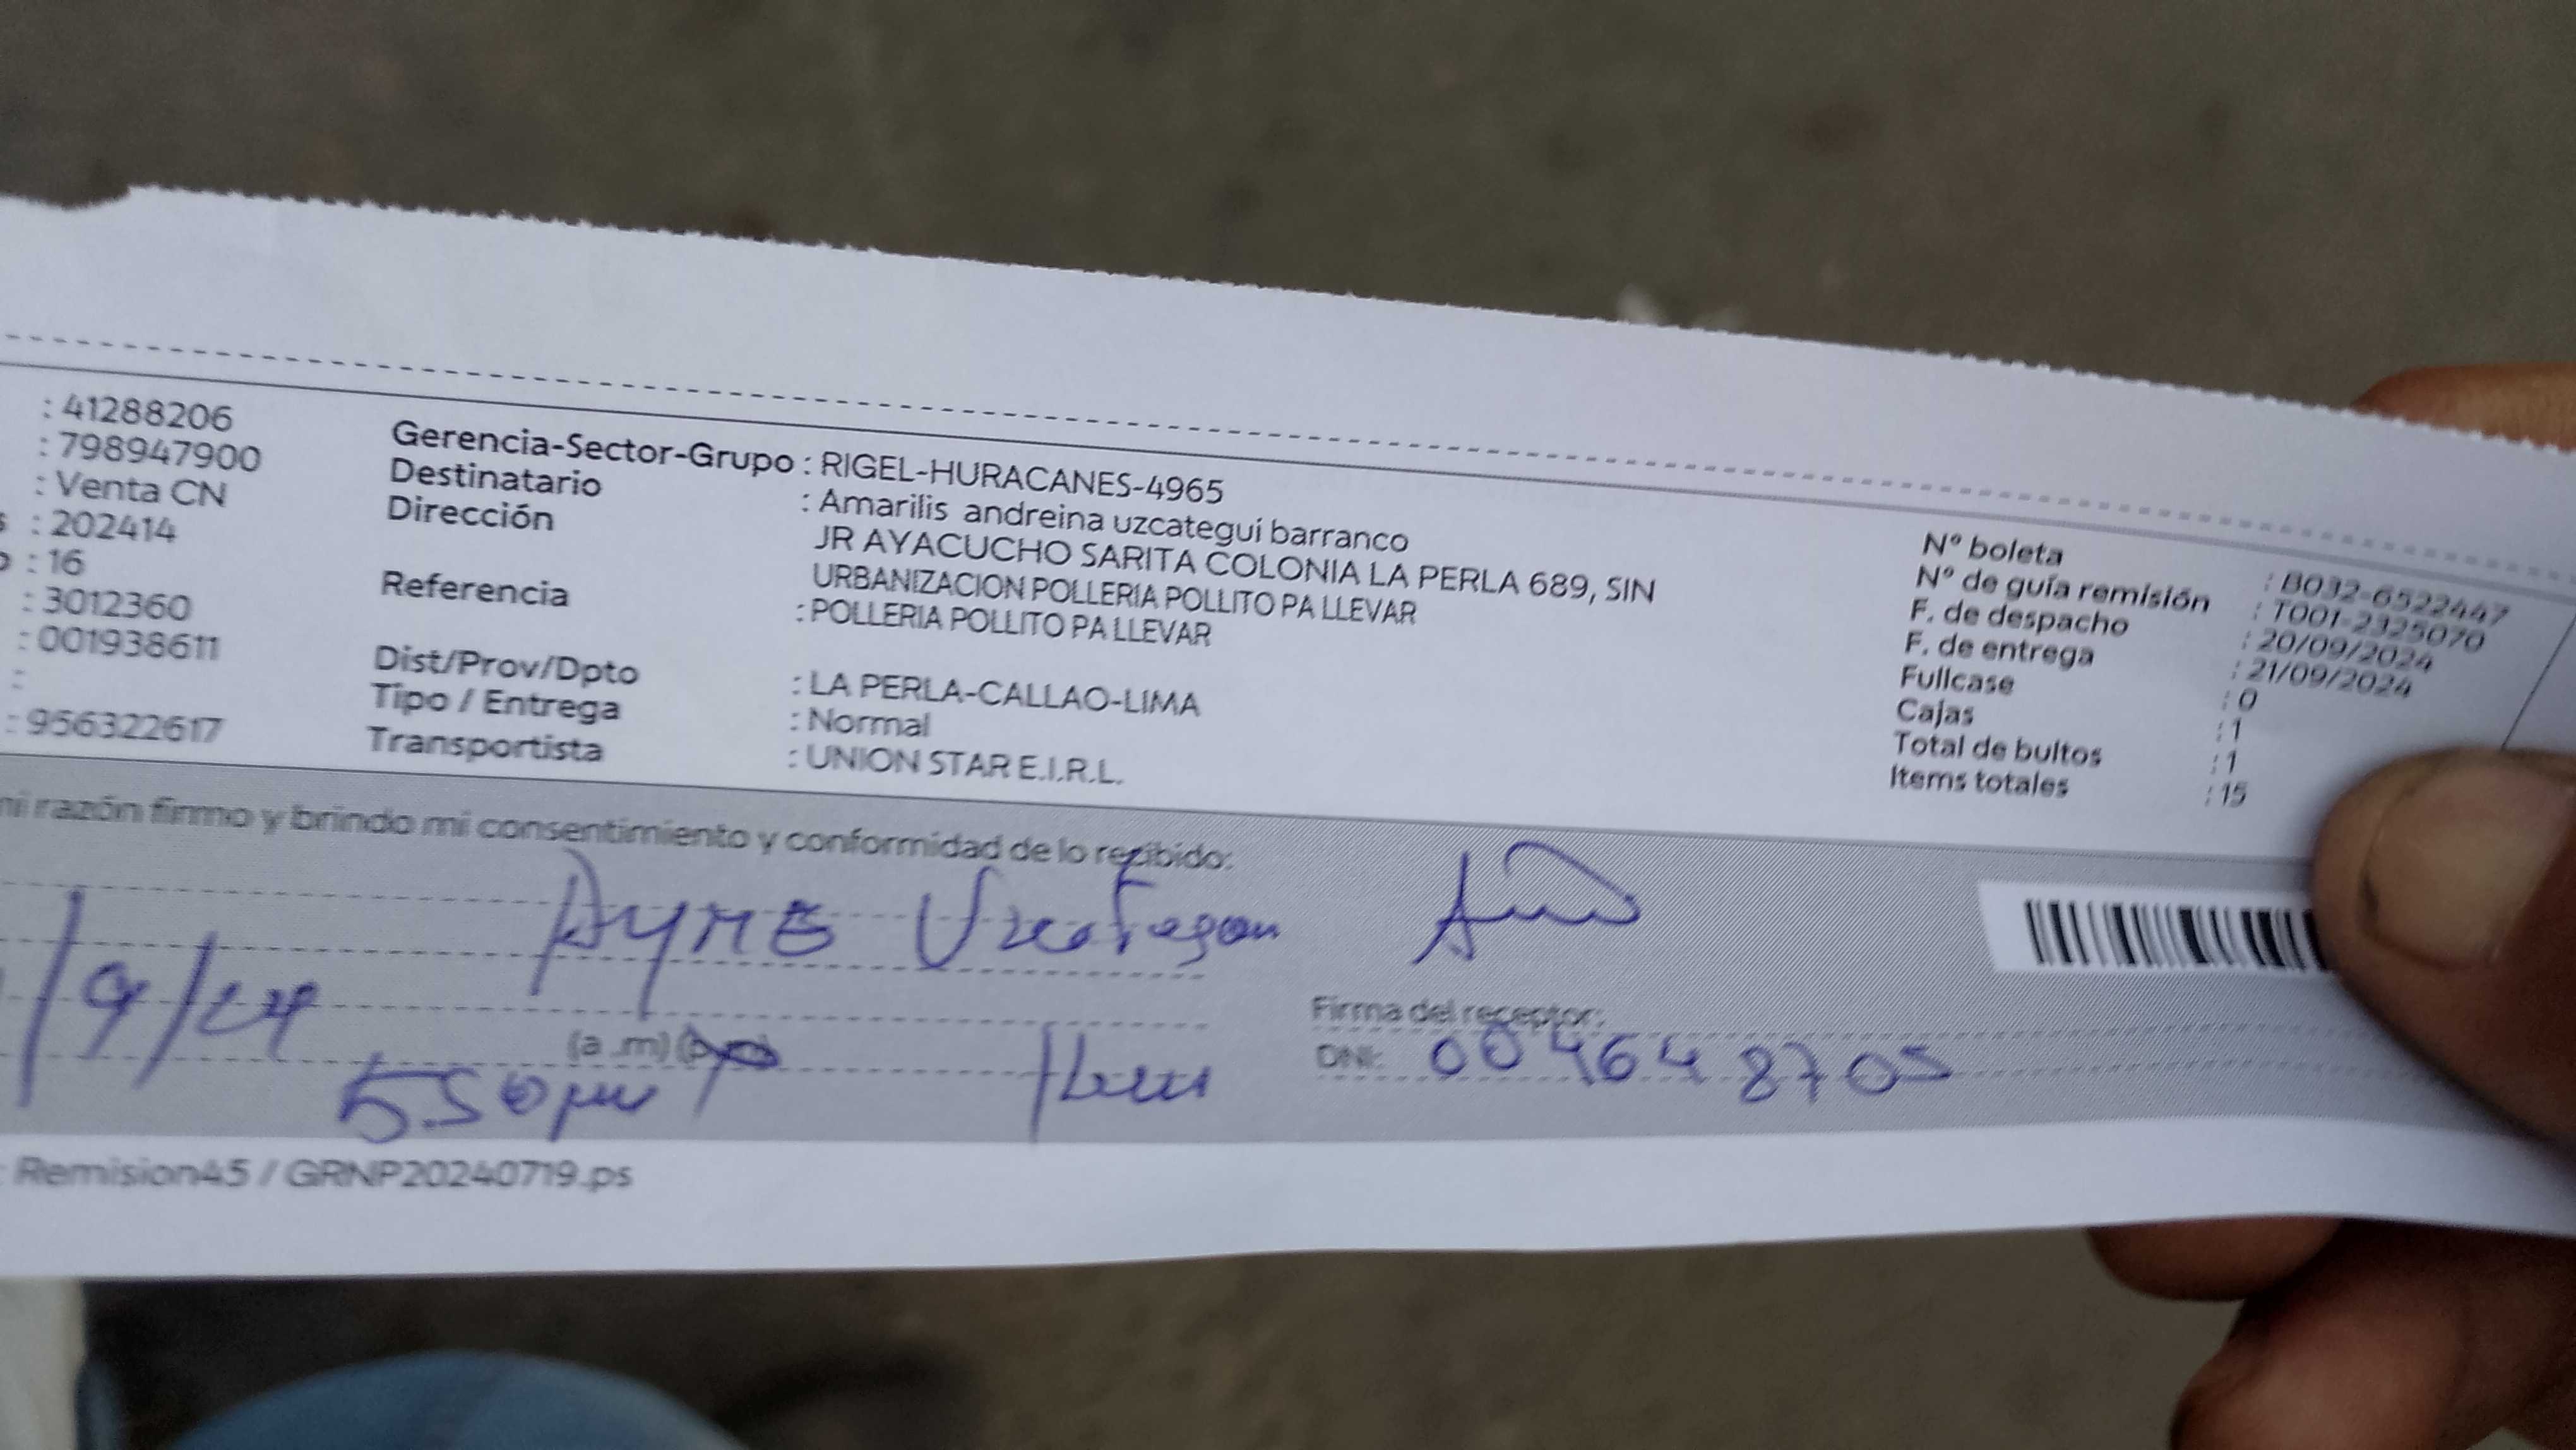 : 41288206
: 798947900
: Venta CN
: 202414
: 16
: 3012360
: 001938611
:
: 956322617
Gerencia-Sector-Grupo : RIGEL-HURACANES-4965
Destinatario : Amarilis andreina uzcategui barranco
Dirección JR AYACUCHO SARITA COLONIA LA PERLA 689, SIN
URBANIZACION POLLERIA POLLITO PA LLEVAR
Referencia : POLLERIA POLLITO PA LLEVAR
Dist/Prov/Dpto : LA PERLA-CALLAO-LIMA
Tipo / Entrega : Normal
Transportista : UNION STAR E.I.R.L.
N° boleta : B032-6522447
N° de guía remisión : T001-2325070
F. de despacho : 20/09/2024
F. de entrega : 21/09/2024
Fullcase : 0
Cajas : 1
Total de bultos : 1
Items totales : 15
mi razón firmo y brindo mi consentimiento y conformidad de lo recibido:
AYME
/9/24
(a .m)
550 pm
Firma del receptor:
DNI: 004648705
: Remision45 / GRNP20240719.ps